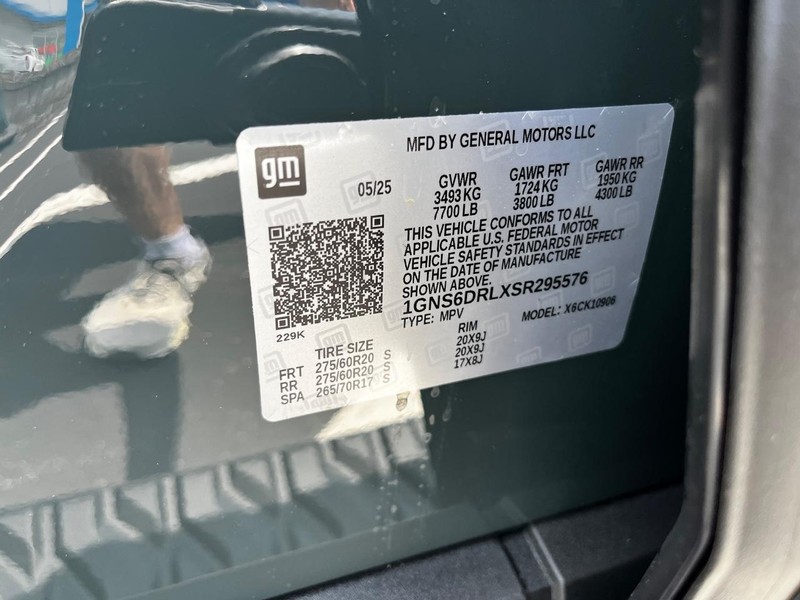 MFD BY GENERAL MOTORS LLC
gm
05/25
GVWR GAWR FRT GAWR RR
3493 KG 1724 KG 1950 KG
7700 LB 3800 LB 4300 LB
THIS VEHICLE CONFORMS TO ALL
APPLICABLE U.S. FEDERAL MOTOR
VEHICLE SAFETY STANDARDS IN EFFECT
ON THE DATE OF MANUFACTURE
SHOWN ABOVE.
1GNS6DRLXSR295576
TYPE: MPV MODEL: X6CK10906
229K
TIRE SIZE RIM
FRT 275/60R20 S 20X9J
RR 275/60R20 S 20X9J
SPA 265/70R17 S 17X8J